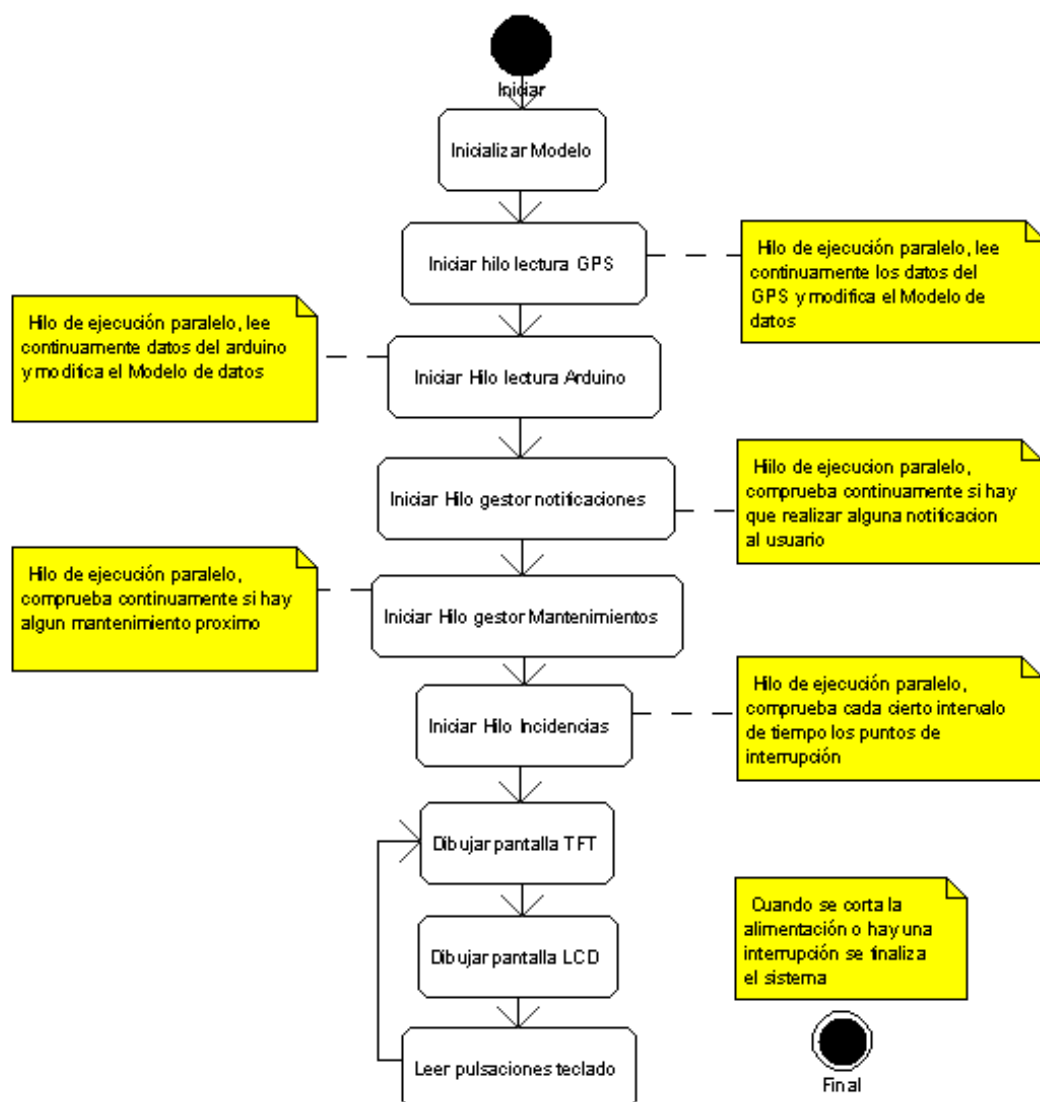 Iniciar
Inicializar Modelo
Iniciar hilo lectura GPS
Hilo de ejecución paralelo, lee
continuamente los datos del
GPS y modifica el Modelo de
datos
Hilo de ejecución paralelo, lee
continuamente datos del arduino
y modifica el Modelo de datos
Iniciar Hilo lectura Arduino
Iniciar Hilo gestor notificaciones
Hiilo de ejecucion paralelo,
comprueba continuamente si hay
que realizar alguna notificacion
al usuario
Hilo de ejecución paralelo,
comprueba continuamente si hay
algun mantenimiento proximo
Iniciar Hilo gestor Mantenimientos
Iniciar Hilo Incidencias
Hilo de ejecución paralelo,
comprueba cada cierto intervalo
de tiempo los puntos de
interrupción
Dibujar pantalla TFT
Dibujar pantalla LCD
Cuando se corta la
alimentación o hay una
interrupción se finaliza
el sistema
Leer pulsaciones teclado
Final